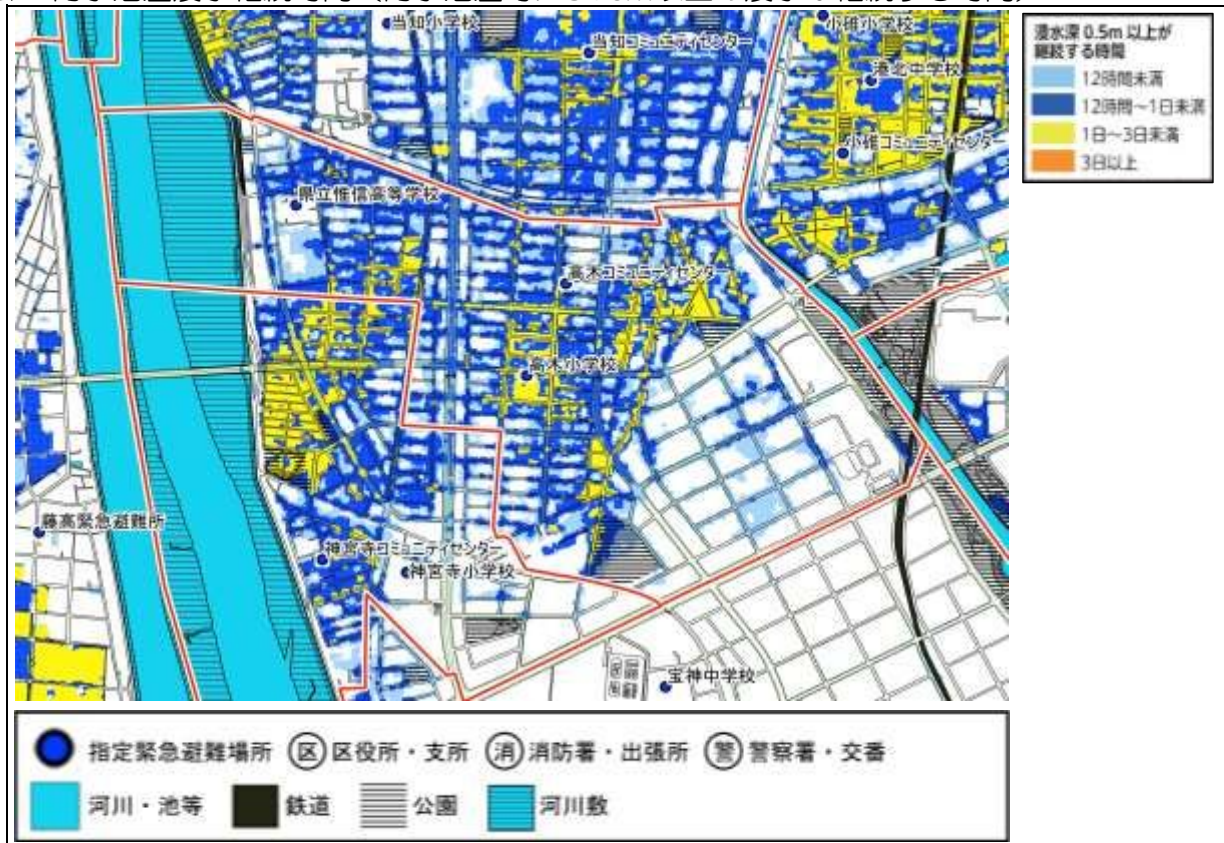 当知小学校
当知コミュニティセンター
小碓小学校
港北中学校
小碓コミュニティセンター
県立惟信高等学校
高木コミュニティセンター
高木小学校
藤高緊急避難所
神宮寺コミュニティセンター
神宮寺小学校
宝神中学校
浸水深 0.5m 以上が
継続する時間
12時間未満
12時間～1日未満
1日～3日未満
3日以上
指定緊急避難場所 区 区役所・支所 消 消防署・出張所 警 警察署・交番
河川・池等 鉄道 公園 河川敷